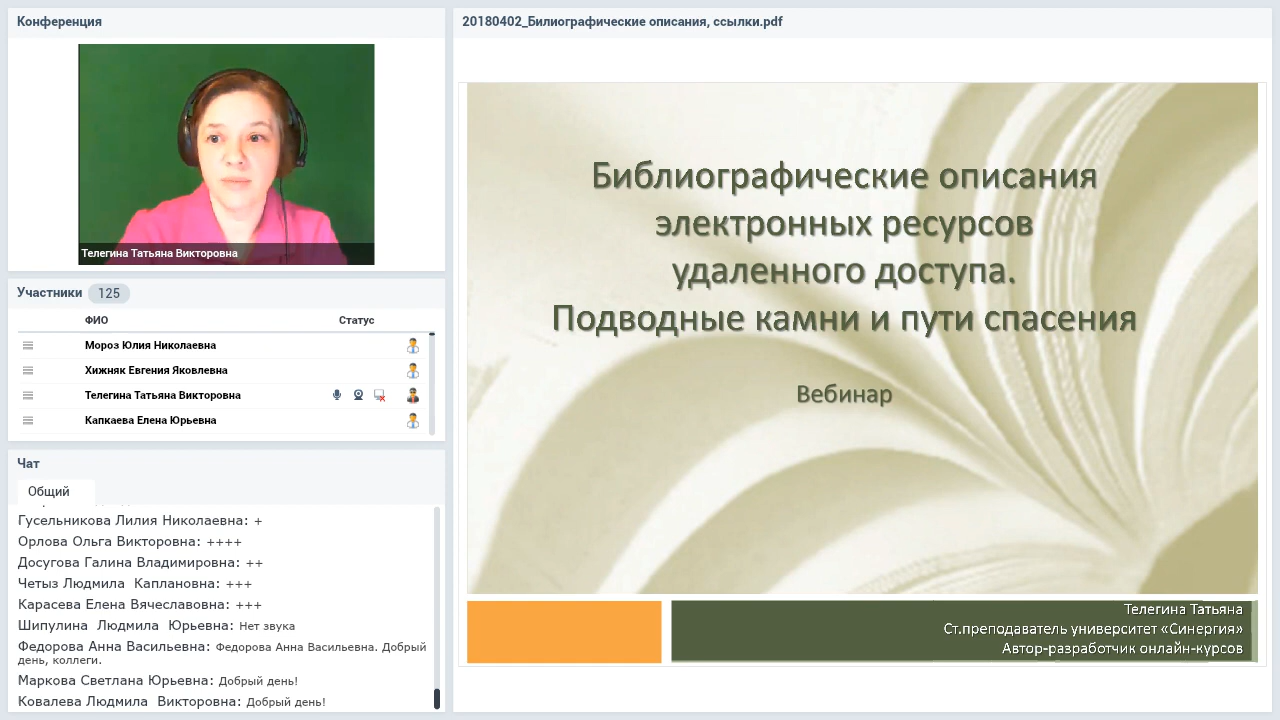 Конференция
Телегина Татьяна Викторовна
Участники 125
ФИО Статус
Мороз Юлия Николаевна
Хижняк Евгения Яковлевна
Телегина Татьяна Викторовна
Капкаева Елена Юрьевна
Чат
Общий
Гусельникова Лилия Николаевна: +
Орлова Ольга Викторовна: ++++
Досугова Галина Владимировна: ++
Четыз Людмила Каплановна: +++
Карасева Елена Вячеславовна: +++
Шипулина Людмила Юрьевна: Нет звука
Федорова Анна Васильевна: Федорова Анна Васильевна. Добрый
день, коллеги.
Маркова Светлана Юрьевна: Добрый день!
Ковалева Людмила Викторовна: Добрый день!
20180402_Билиографические описания, ссылки.pdf
Библиографические описания
электронных ресурсов
удаленного доступа.
Подводные камни и пути спасения
Вебинар
Телегина Татьяна
Ст.преподаватель университет «Синергия»
Автор-разработчик онлайн-курсов